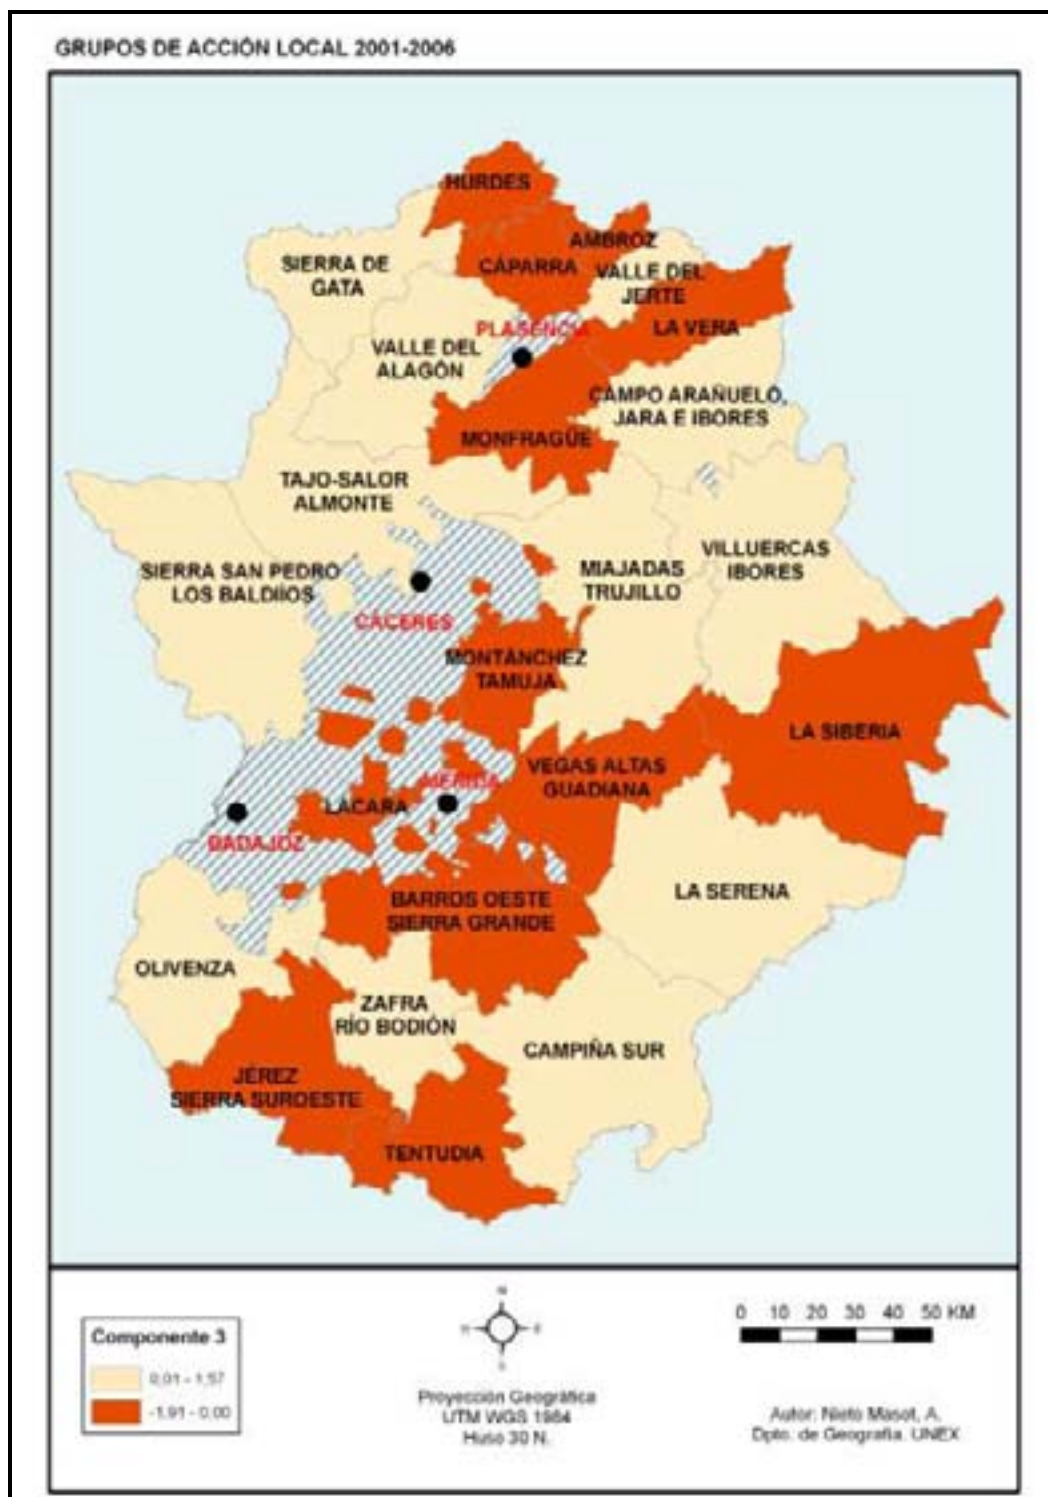 GRUPOS DE ACCIÓN LOCAL 2001-2006
HURDES
AMBROZ
CÁPARRA
SIERRA DE
GATA
VALLE DEL
JERTE
PLASENCIA
LA VERA
VALLE DEL
ALAGÓN
CAMPO ARAÑUELO,
JARA E IBORES
MONFRAGÜE
TAJO-SALOR
ALMONTE
VILLUERCAS
IBORES
SIERRA SAN PEDRO
LOS BALDIÍOS
MIAJADAS
TRUJILLO
CÁCERES
MONTÁNCHEZ
TAMUJA
LA SIBERIA
VEGAS ALTAS
GUADIANA
MERIDA
LÁCARA
BADAJOZ
LA SERENA
BARROS OESTE
SIERRA GRANDE
OLIVENZA
ZAFRA
RÍO BODIÓN
CAMPIÑA SUR
JÉREZ
SIERRA SUROESTE
TENTUDIA
Componente 3
0,01 - 1,57
-1,91 - 0,00
N
E
S
Proyección Geográfica
UTM WGS 1984
Huso 30 N.
0 10 20 30 40 50 KM
Autor: Nieto Masot, A.
Dpto. de Geografía. UNEX